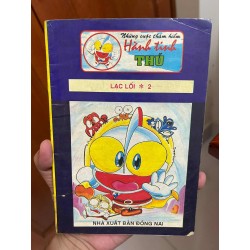 Những cuộc thám hiểm
Hành tinh
THÚ
LẠC LỐI * 2
NHÀ XUẤT BẢN ĐỒNG NAI